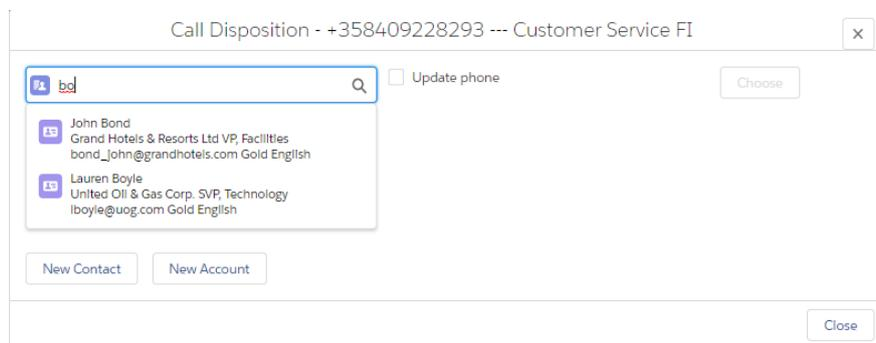 Call Disposition - +358409228293 --- Customer Service FI
bo
Update phone
Choose
John Bond
Grand Hotels & Resorts Ltd VP, Facilities
bond_john@grandhotels.com Gold English
Lauren Boyle
United Oil & Gas Corp. SVP, Technology
lboyle@uog.com Gold English
New Contact
New Account
Close